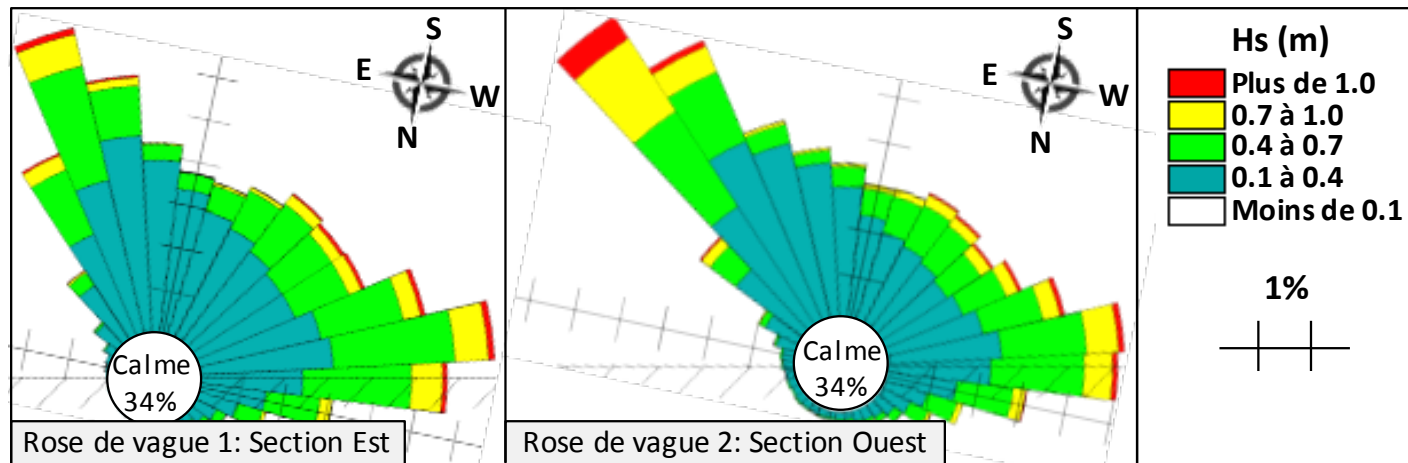 S
E
W
N
Calme
34%
Rose de vague 1: Section Est
S
E
W
N
Calme
34%
Rose de vague 2: Section Ouest
Hs (m)
Plus de 1.0
0.7 à 1.0
0.4 à 0.7
0.1 à 0.4
Moins de 0.1
1%